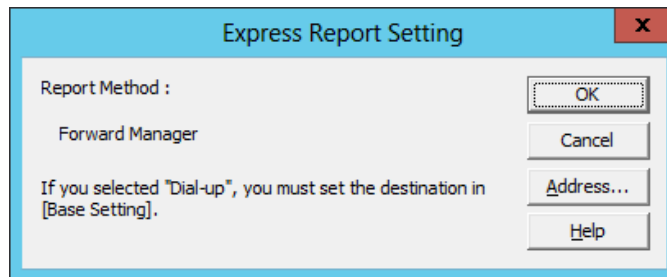 Express Report Setting
x
Report Method :
OK
Forward Manager
Cancel
If you selected "Dial-up", you must set the destination in
[Base Setting].
Address...
Help